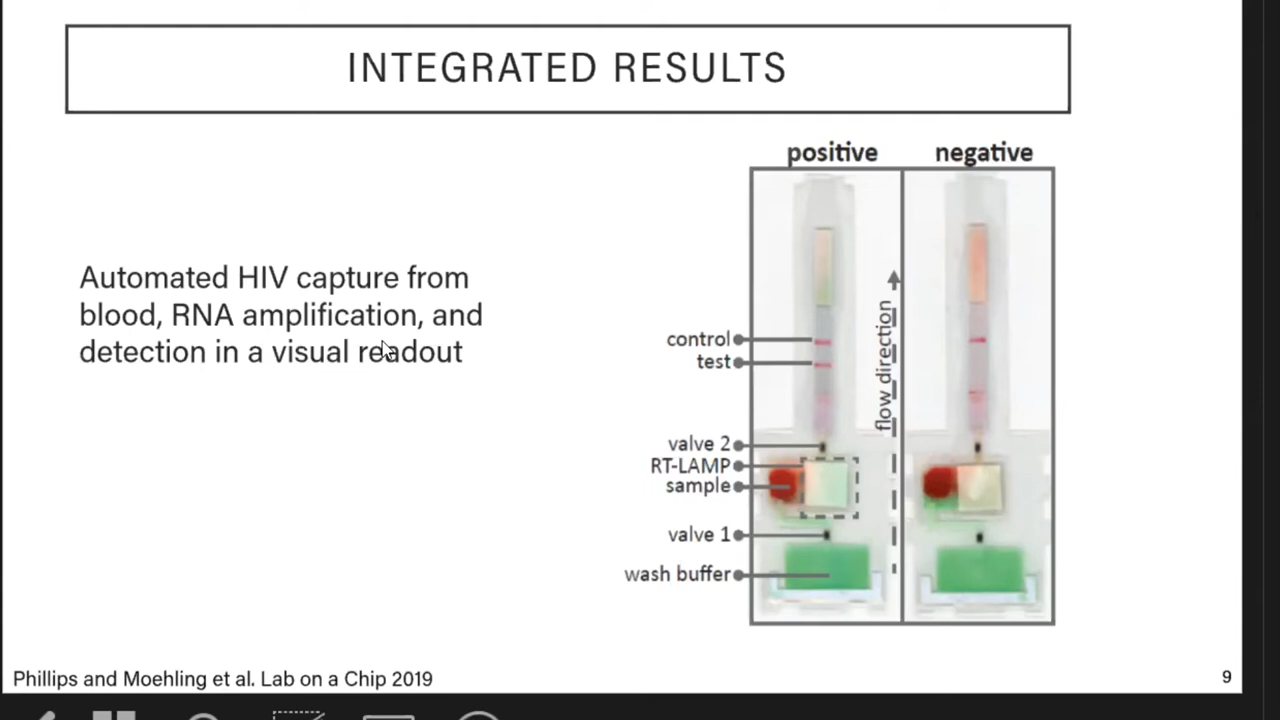 INTEGRATED RESULTS
positive
negative
Automated HIV capture from
blood, RNA amplification, and
detection in a visual readout
control
test
flow direction
valve 2
RT-LAMP
sample
valve 1
wash buffer
Phillips and Moehling et al. Lab on a Chip 2019
9